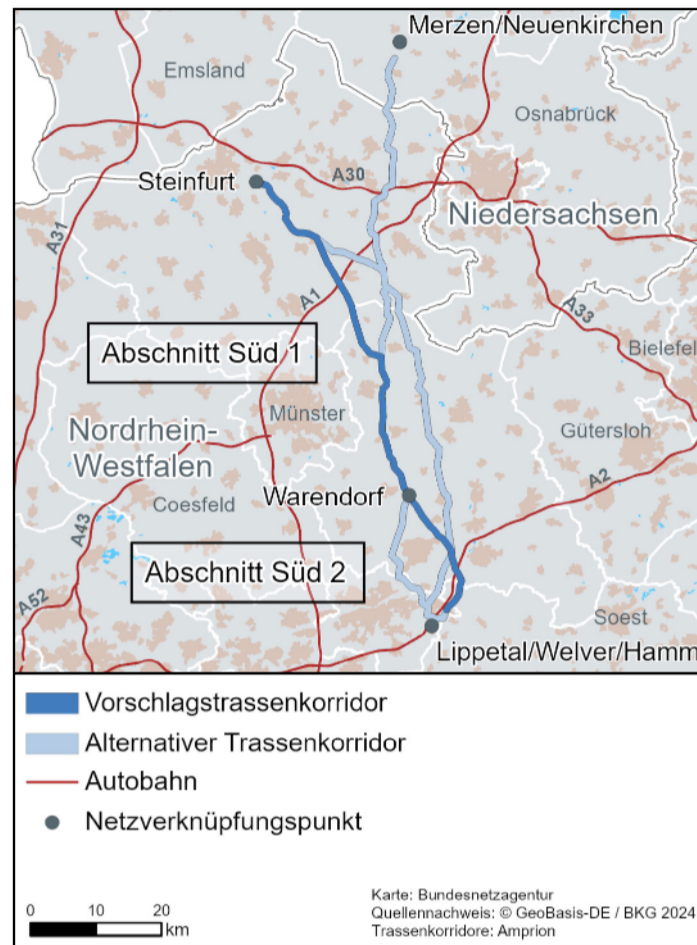 Merzen/Neuenkirchen
Emsland
Osnabrück
Steinfurt
A30
Niedersachsen
A31
A1
A33
Abschnitt Süd 1
Bielefel
Münster
Nordrhein-
Westfalen
Gütersloh
Warendorf
A2
Coesfeld
A43
Abschnitt Süd 2
A52
Soest
Lippetal/Welver/Hamm
Vorschlagstrassenkorridor
Alternativer Trassenkorridor
Autobahn
Netzverknüpfungspunkt
0 10 20
km
Karte: Bundesnetzagentur
Quellennachweis: © GeoBasis-DE / BKG 2024
Trassenkorridore: Amprion